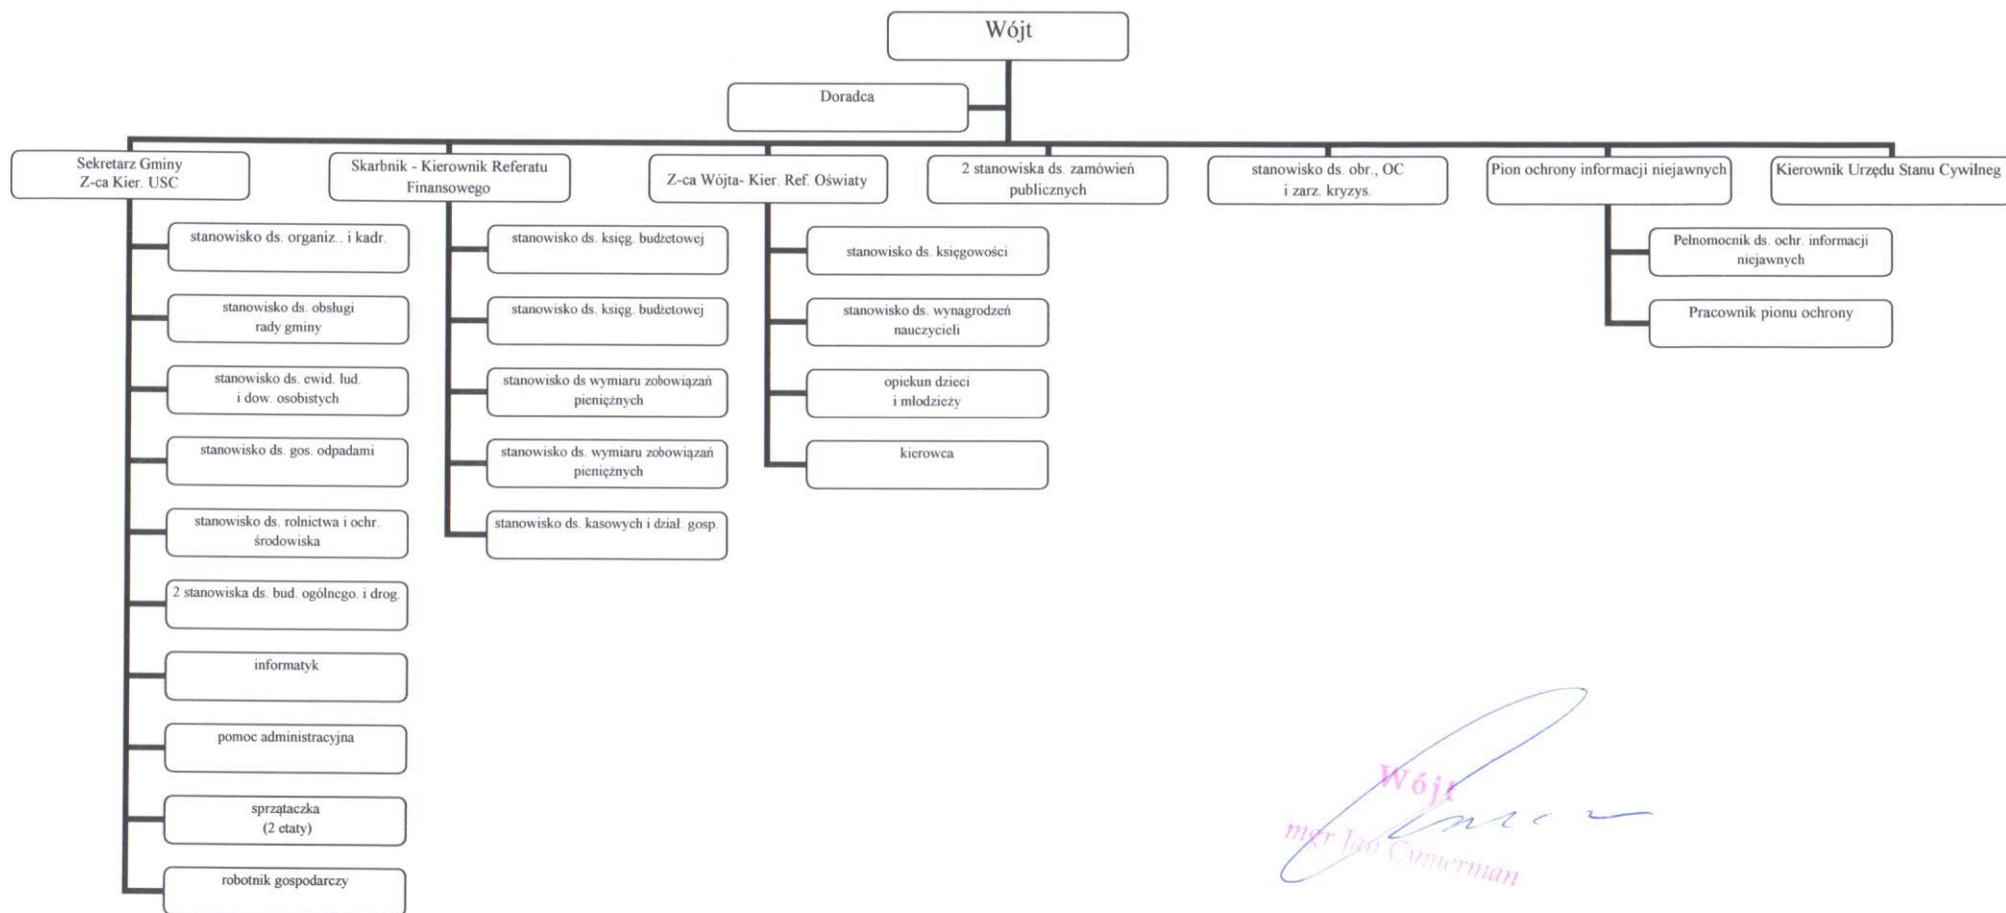 Wójt
Doradca
Sekretarz Gminy
Z-ca Kier. USC
Skarbnik - Kierownik Referatu
Finansowego
Z-ca Wójta- Kier. Ref. Oświaty
2 stanowiska ds. zamówień
publicznych
stanowisko ds. obr., OC
i zarz. kryzys.
Pion ochrony informacji niejawnych
Kierownik Urzędu Stanu Cywilneg
stanowisko ds. organiz.. i kadr.
stanowisko ds. obsługi
rady gminy
stanowisko ds. ewid. lud.
i dow. osobistych
stanowisko ds. gos. odpadami
stanowisko ds. rolnictwa i ochr.
środowiska
2 stanowiska ds. bud. ogólnego. i drog.
informatyk
pomoc administracyjna
sprzątaczka
(2 etaty)
robotnik gospodarczy
stanowisko ds. księg. budżetowej
stanowisko ds. księg. budżetowej
stanowisko ds wymiaru zobowiązań
pieniężnych
stanowisko ds. wymiaru zobowiązań
pieniężnych
stanowisko ds. kasowych i dział. gosp.
stanowisko ds. księgowości
stanowisko ds. wynagrodzeń
nauczycieli
opiekun dzieci
i młodzieży
kierowca
Pełnomocnik ds. ochr. informacji
niejawnych
Pracownik pionu ochrony
Wójt
mgr Jan Cymerman